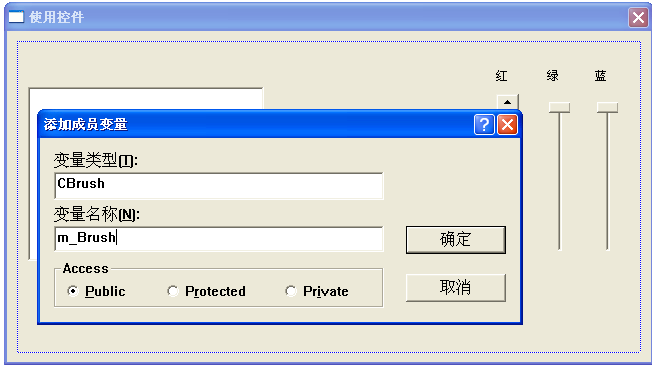 使用控件
红 绿 蓝
添加成员变量
变量类型(T):
CBrush
变量名称(N):
m_Brush
确定
Access
Public Protected Private
取消